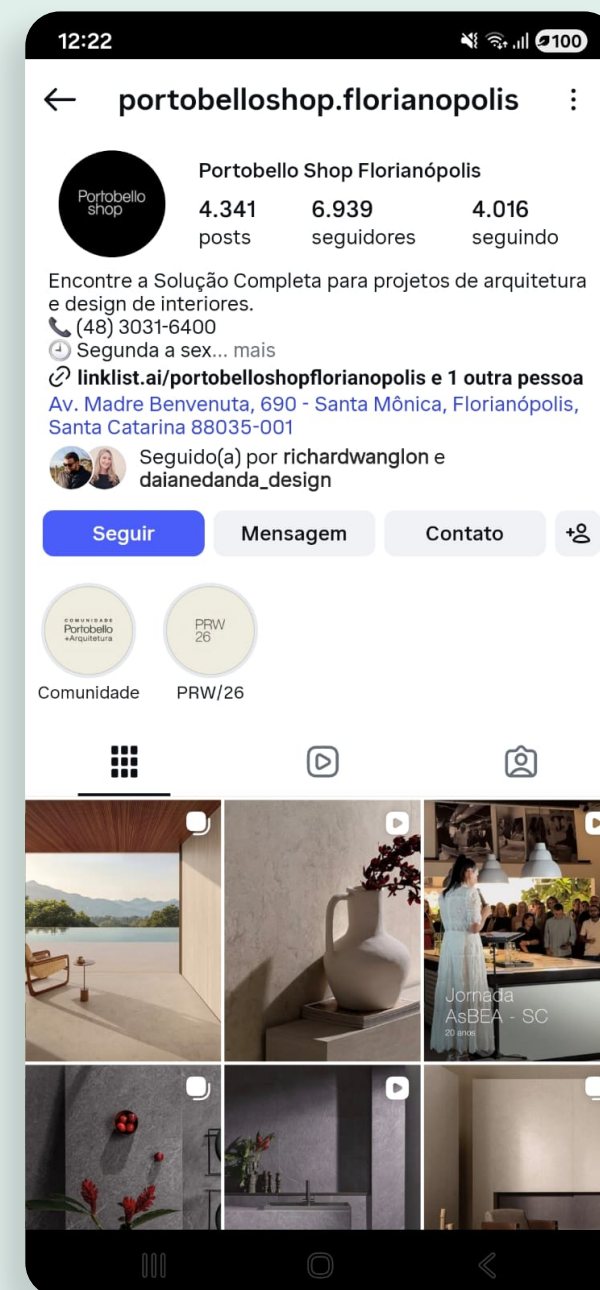 12:22
100
portobelloshop.florianopolis
Portobello
shop
Portobello Shop Florianópolis
4.341 6.939 4.016
posts seguidores seguindo
Encontre a Solução Completa para projetos de arquitetura
e design de interiores.
📞 (48) 3031-6400
🕘 Segunda a sex... mais
linklist.ai/portobelloshopflorianopolis e 1 outra pessoa
Av. Madre Benvenuta, 690 - Santa Mônica, Florianópolis,
Santa Catarina 88035-001
Seguido(a) por richardwanglon e
daianedanda_design
Seguir Mensagem Contato
COMUNIDADE
Portobello
+Arquitetura
PRW
26
Comunidade PRW/26
Jornada
AsBEA - SC
20 anos